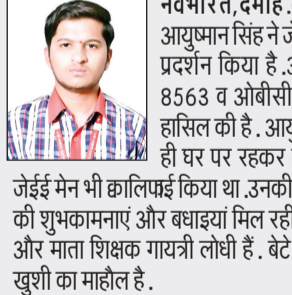 नवभारत,दमोह.
आयुष्मान सिंह ने
प्रदर्शन किया है .
8563 व ओबीसी
हासिल की है .
ही घर पर रहकर
जेईई मेन भी क्वालिफाई किया था .उनकी
की शुभकामनाएं और बधाइयां मिल रही
और माता शिक्षक गायत्री लोधी हैं . बेटे
खुशी का माहौल है .